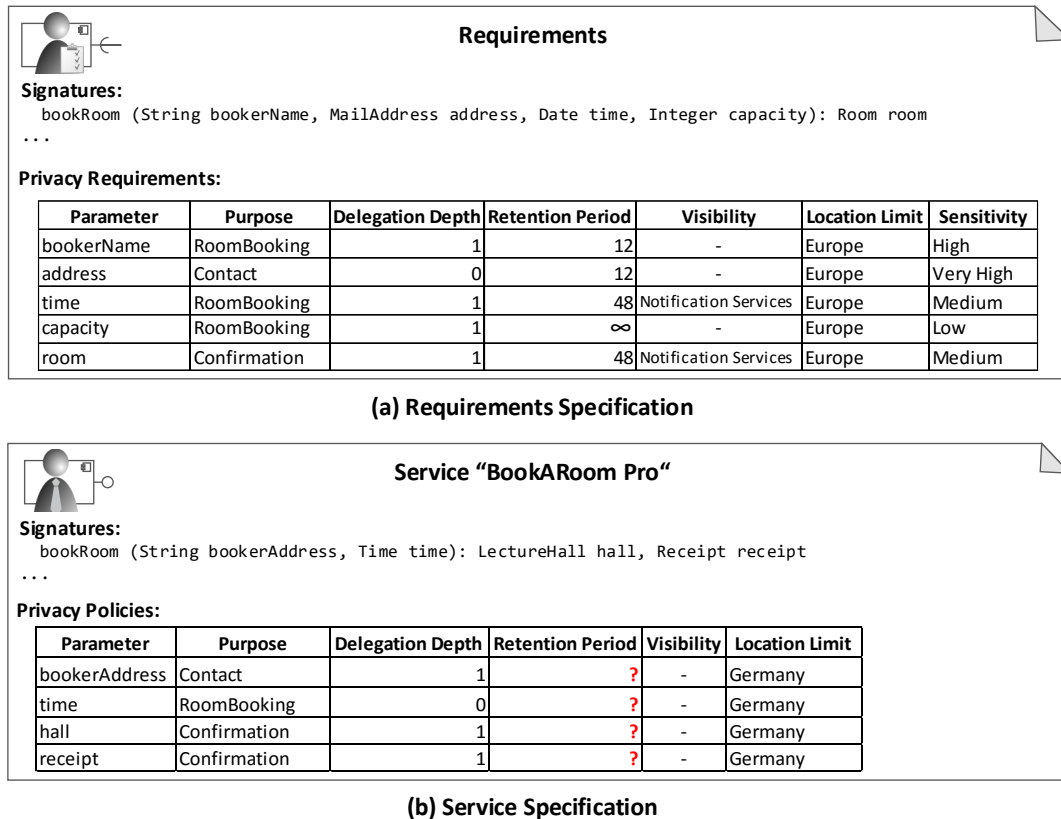 Requirements
Signatures:
bookRoom (String bookerName, MailAddress address, Date time, Integer capacity): Room room
...
Privacy Requirements:
Parameter Purpose Delegation Depth Retention Period Visibility Location Limit Sensitivity
bookerName RoomBooking 1 12 - Europe High
address Contact 0 12 - Europe Very High
time RoomBooking 1 48 Notification Services Europe Medium
capacity RoomBooking 1 ∞ - Europe Low
room Confirmation 1 48 Notification Services Europe Medium
(a) Requirements Specification
Service “BookARoom Pro“
Signatures:
bookRoom (String bookerAddress, Time time): LectureHall hall, Receipt receipt
...
Privacy Policies:
Parameter Purpose Delegation Depth Retention Period Visibility Location Limit
bookerAddress Contact 1 ? - Germany
time RoomBooking 0 ? - Germany
hall Confirmation 1 ? - Germany
receipt Confirmation 1 ? - Germany
(b) Service Specification